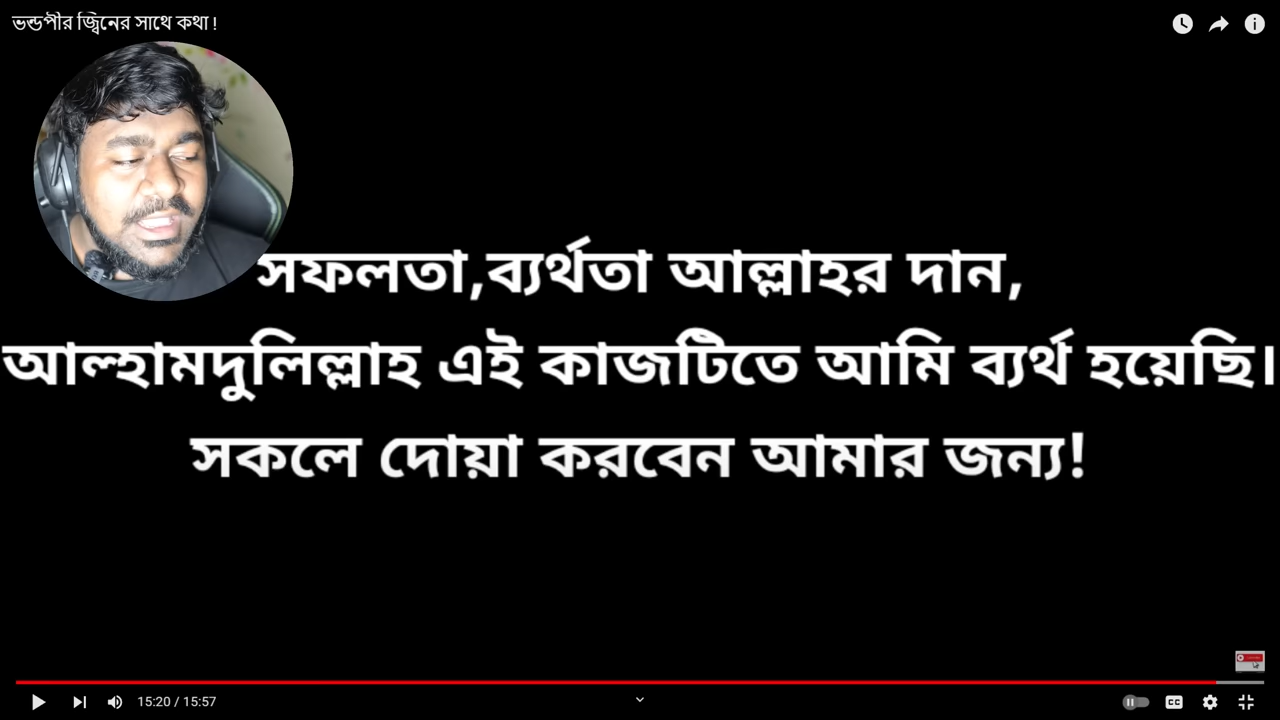 ভন্ডপীর জ্বিনের সাথে কথা !
সফলতা,ব্যর্থতা আল্লাহর দান,
আল্হামদুলিল্লাহ এই কাজটিতে আমি ব্যর্থ হয়েছি।
সকলে দোয়া করবেন আমার জন্য!
15:20 / 15:57
CC